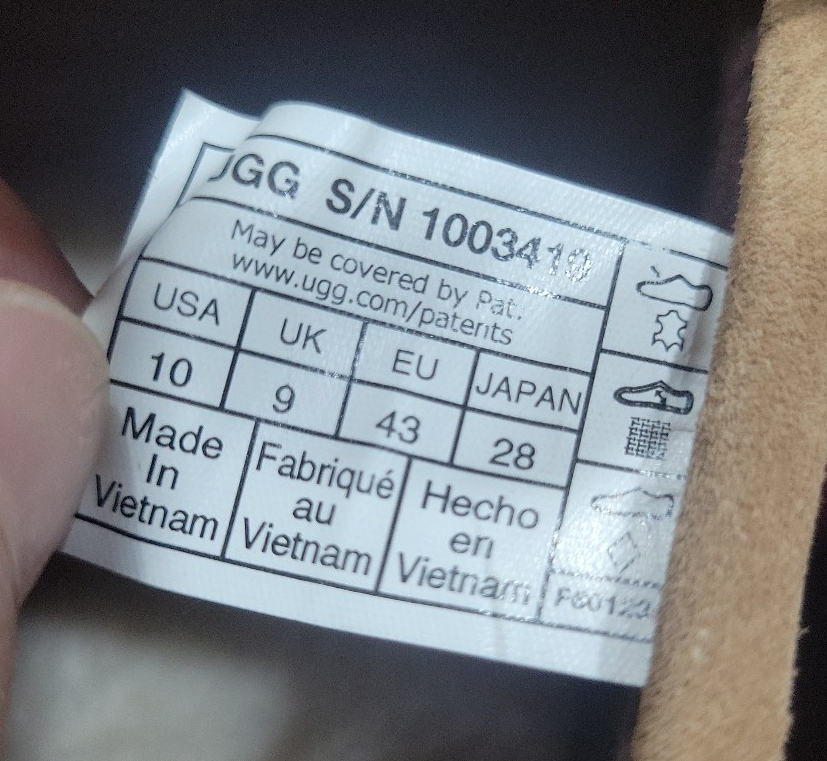 UGG S/N 1003410
May be covered by Pat.
www.ugg.com/patents
USA UK EU JAPAN
10 9 43 28
Made
In
Vietnam
Fabriqué
au
Vietnam
Hecho
en
Vietnam